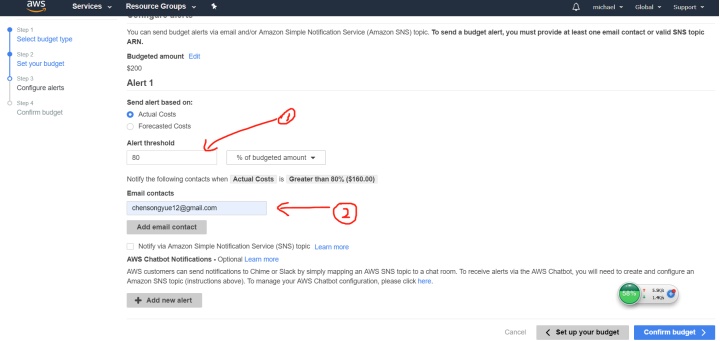 aws Services Resource Groups michael Global Support
Configure alerts
Step 1
Select budget type
Step 2
Set your budget
Step 3
Configure alerts
Step 4
Confirm budget
You can send budget alerts via email and/or Amazon Simple Notification Service (Amazon SNS) topic. To send a budget alert, you must provide at least one email contact or valid SNS topic
ARN.
Budgeted amount Edit
$200
Alert 1
Send alert based on:
Actual Costs
Forecasted Costs
1
Alert threshold
80 % of budgeted amount
Notify the following contacts when Actual Costs is Greater than 80% ($160.00)
Email contacts
chensongyue12@gmail.com
2
Add email contact
Notify via Amazon Simple Notification Service (SNS) topic Learn more
AWS Chatbot Notifications - Optional Learn more
AWS customers can send notifications to Chime or Slack by simply mapping an AWS SNS topic to a chat room. To receive alerts via the AWS Chatbot, you will need to create and configure an
Amazon SNS topic (instructions above). To manage your AWS Chatbot configuration, please click here.
Add new alert
Cancel Set up your budget Confirm budget